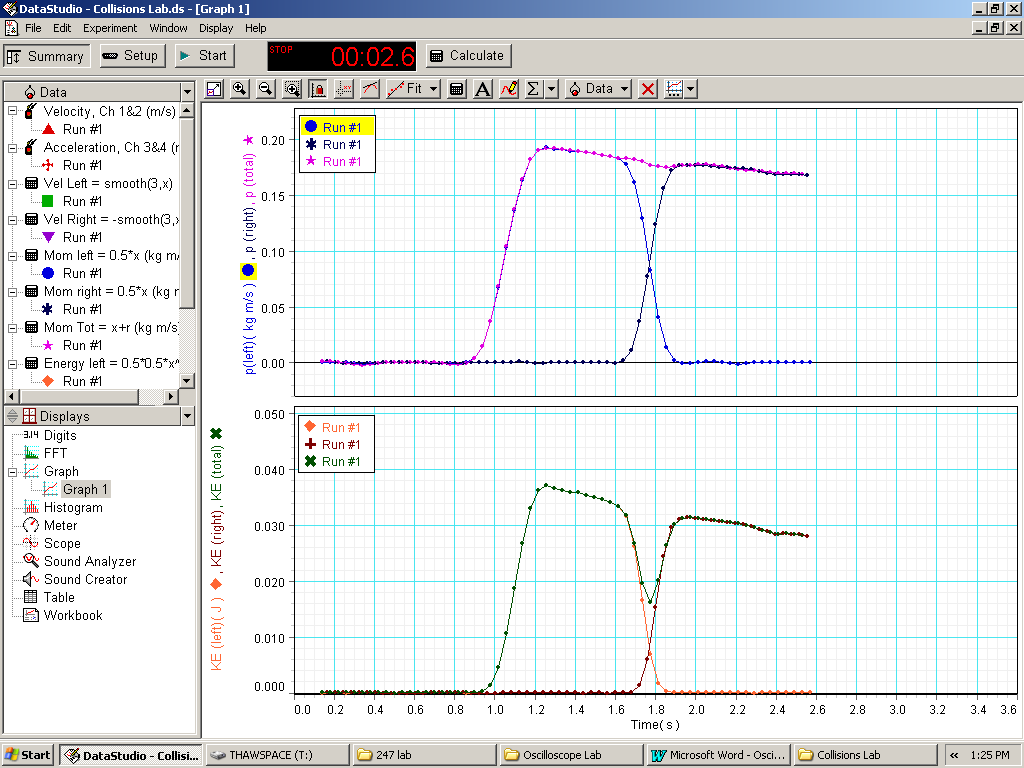 DataStudio - Collisions Lab.ds - [Graph 1]
File Edit Experiment Window Display Help
Summary Setup Start STOP 00:02.6 Calculate
Fit A Σ Data
Data
Velocity, Ch 1&2 (m/s)
Run #1
Acceleration, Ch 3&4 (r
Run #1
Vel Left = smooth(3,x)
Run #1
Vel Right = -smooth(3,x
Run #1
Mom left = 0.5*x (kg m/
Run #1
Mom right = 0.5*x (kg r
Run #1
Mom Tot = x+r (kg m/s
Run #1
Energy left = 0.5*0.5*x^
Run #1
Displays
3.14 Digits
FFT
Graph
Graph 1
Histogram
Meter
Scope
Sound Analyzer
Sound Creator
Table
Workbook
p(left)( kg m/s ) , p (right), p (total)
0.20
0.15
0.10
0.05
0.00
Run #1
Run #1
Run #1
KE (left)( J ) , KE (right), KE (total)
0.050
0.040
0.030
0.020
0.010
0.000
Run #1
Run #1
Run #1
0.0 0.2 0.4 0.6 0.8 1.0 1.2 1.4 1.6 1.8 2.0 2.2 2.4 2.6 2.8 3.0 3.2 3.4 3.6
Time( s )
Start DataStudio - Collisi... THAWSPACE (T:) 247 lab Oscilloscope Lab Microsoft Word - Osci... Collisions Lab « 1:25 PM